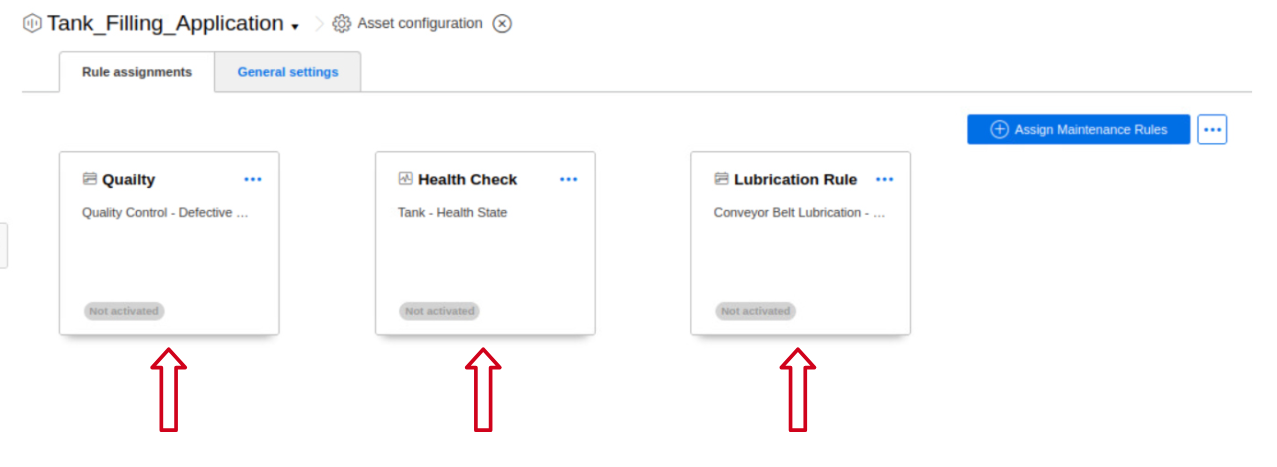 Tank_Filling_Application Asset configuration
Rule assignments General settings
Assign Maintenance Rules
Quailty
Quality Control - Defective ...
Not activated
Health Check
Tank - Health State
Not activated
Lubrication Rule
Conveyor Belt Lubrication - ...
Not activated